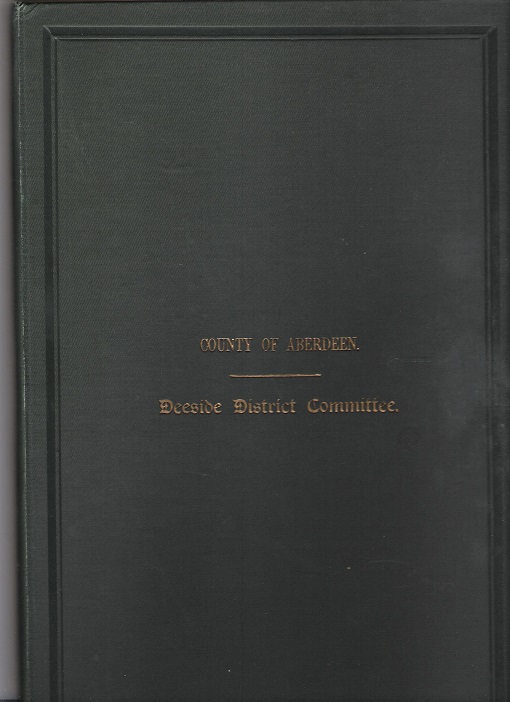 COUNTY OF ABERDEEN.
Deeside District Committee.